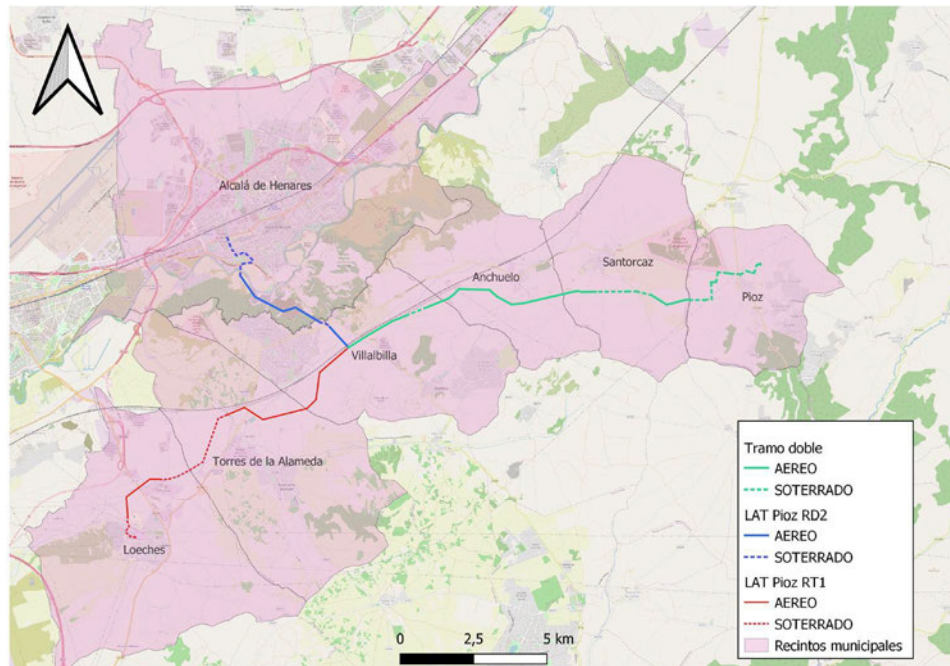 Alcalá de Henares
Santorcaz
Anchuelo
Pioz
Villalbilla
Torres de la Alameda
Loeches
Tramo doble
AEREO
SOTERRADO
LAT Pioz RD2
AEREO
SOTERRADO
LAT Pioz RT1
AEREO
SOTERRADO
Recintos municipales
0 2,5 5 km